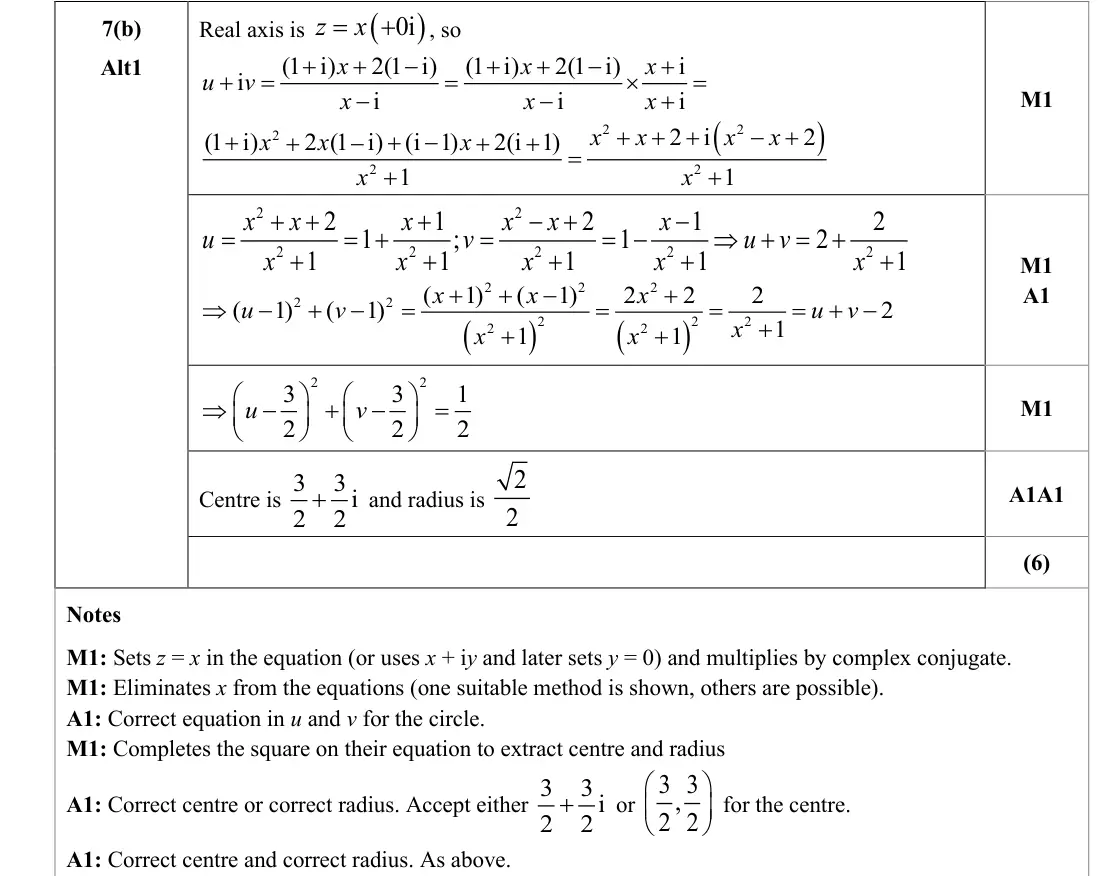 7(b)
Alt1
Real axis is z = x(+0i), so
u + iv = ((1+i)x + 2(1−i))/(x−i) = ((1+i)x + 2(1−i))/(x−i) × (x+i)/(x+i) =
((1+i)x² + 2x(1−i) + (i−1)x + 2(i+1))/(x²+1) = (x² + x + 2 + i(x² − x + 2))/(x²+1)
M1
u = (x² + x + 2)/(x²+1) = 1 + (x+1)/(x²+1); v = (x² − x + 2)/(x²+1) = 1 − (x−1)/(x²+1) ⇒ u + v = 2 + 2/(x²+1)
⇒ (u−1)² + (v−1)² = ((x+1)² + (x−1)²)/(x²+1)² = (2x²+2)/(x²+1)² = 2/(x²+1) = u + v − 2
M1
A1
⇒ (u − 3/2)² + (v − 3/2)² = 1/2
M1
Centre is 3/2 + 3/2 i and radius is √2/2
A1A1
(6)
Notes
M1: Sets z = x in the equation (or uses x + iy and later sets y = 0) and multiplies by complex conjugate.
M1: Eliminates x from the equations (one suitable method is shown, others are possible).
A1: Correct equation in u and v for the circle.
M1: Completes the square on their equation to extract centre and radius
A1: Correct centre or correct radius. Accept either 3/2 + 3/2 i or (3/2, 3/2) for the centre.
A1: Correct centre and correct radius. As above.